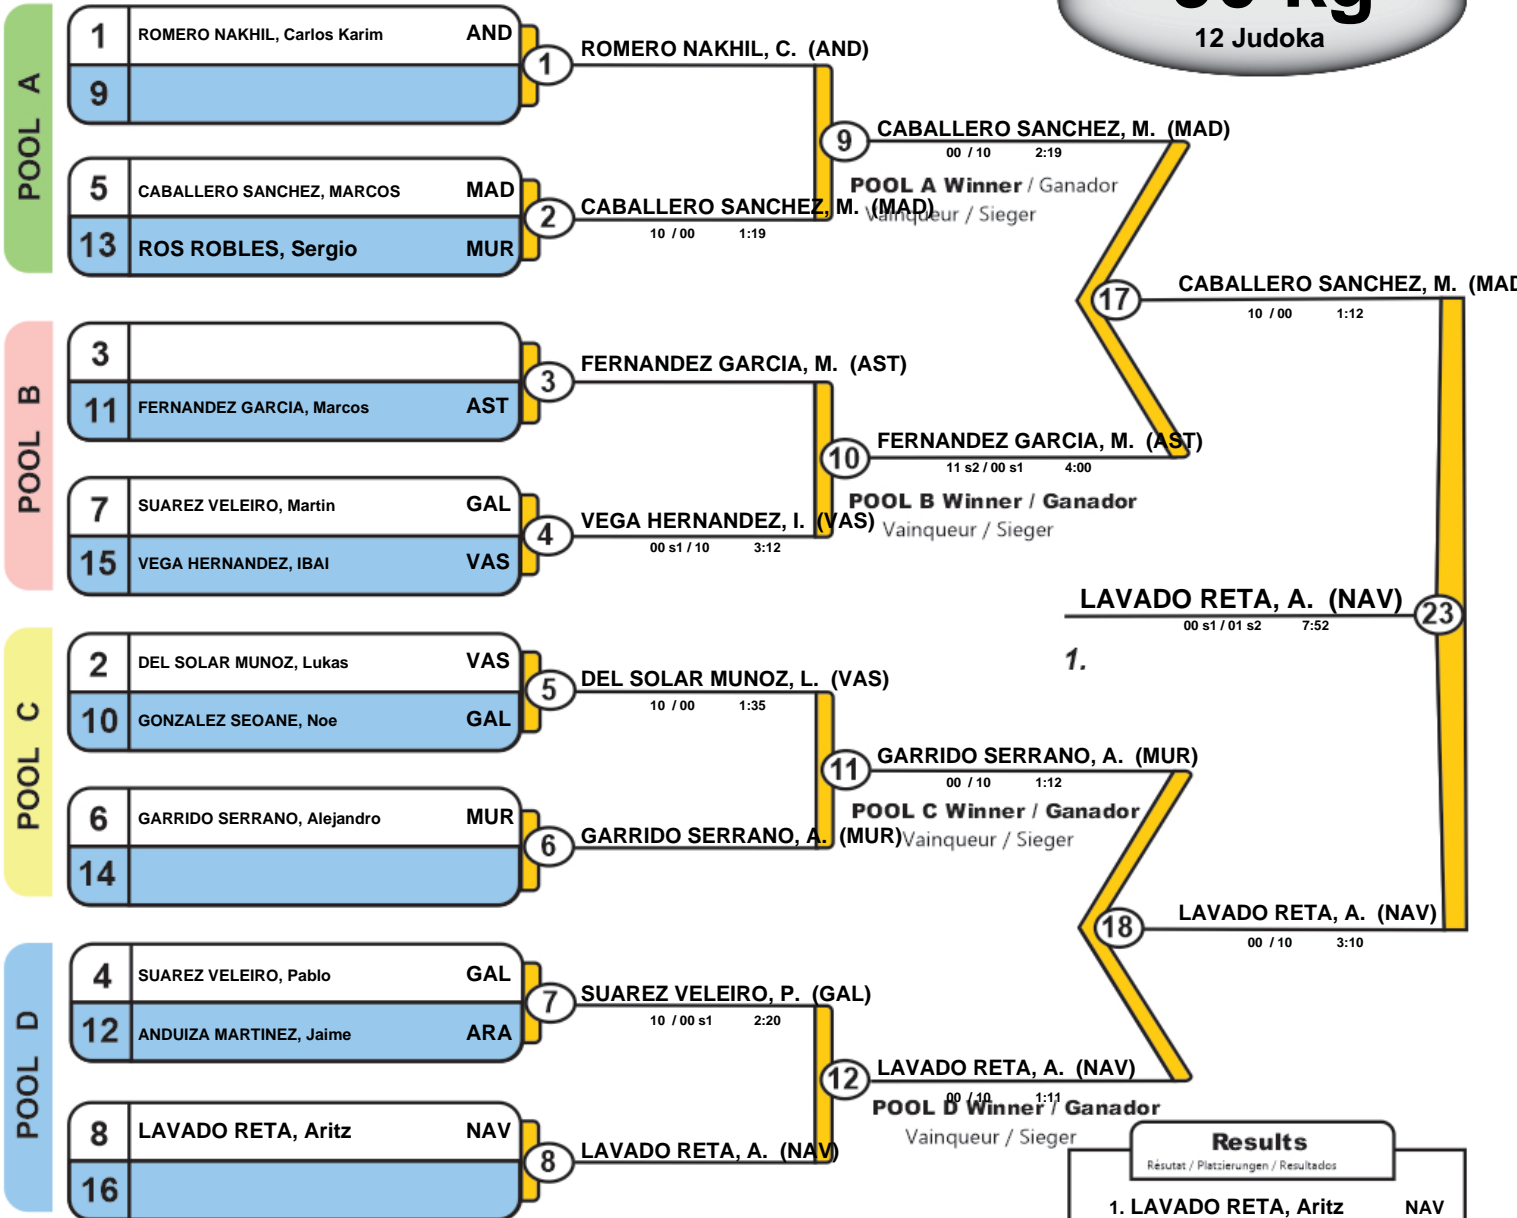 kg
12 Judoka
POOL A
1 ROMERO NAKHIL, Carlos Karim AND
9
1
ROMERO NAKHIL, C. (AND)
5 CABALLERO SANCHEZ, MARCOS MAD
13 ROS ROBLES, Sergio MUR
2
CABALLERO SANCHEZ, M. (MAD)
10 / 00 1:19
9
CABALLERO SANCHEZ, M. (MAD)
00 / 10 2:19
POOL A Winner / Ganador
Vainqueur / Sieger
17
CABALLERO SANCHEZ, M. (MAD
10 / 00 1:12
POOL B
3
11 FERNANDEZ GARCIA, Marcos AST
3
FERNANDEZ GARCIA, M. (AST)
7 SUAREZ VELEIRO, Martin GAL
15 VEGA HERNANDEZ, IBAI VAS
4
VEGA HERNANDEZ, I. (VAS)
00 s1 / 10 3:12
10
FERNANDEZ GARCIA, M. (AST)
11 s2 / 00 s1 4:00
POOL B Winner / Ganador
Vainqueur / Sieger
LAVADO RETA, A. (NAV)
23
00 s1 / 01 s2 7:52
1.
POOL C
2 DEL SOLAR MUNOZ, Lukas VAS
10 GONZALEZ SEOANE, Noe GAL
5
DEL SOLAR MUNOZ, L. (VAS)
10 / 00 1:35
6 GARRIDO SERRANO, Alejandro MUR
14
6
GARRIDO SERRANO, A. (MUR)
11
GARRIDO SERRANO, A. (MUR)
00 / 10 1:12
POOL C Winner / Ganador
Vainqueur / Sieger
18
LAVADO RETA, A. (NAV)
00 / 10 3:10
POOL D
4 SUAREZ VELEIRO, Pablo GAL
12 ANDUIZA MARTINEZ, Jaime ARA
7
SUAREZ VELEIRO, P. (GAL)
10 / 00 s1 2:20
8 LAVADO RETA, Aritz NAV
16
8
LAVADO RETA, A. (NAV)
12
LAVADO RETA, A. (NAV)
00 / 10 1:11
POOL D Winner / Ganador
Vainqueur / Sieger
Results
Résutat / Platzierungen / Resultados
1. LAVADO RETA, Aritz NAV